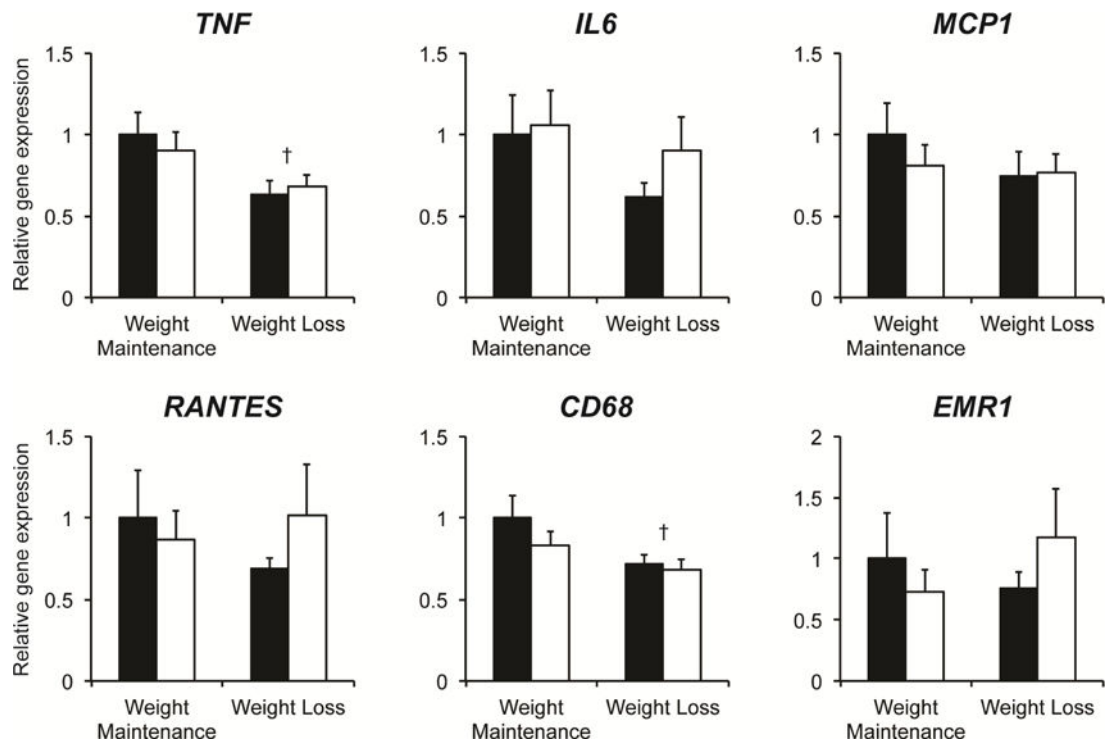 TNF
IL6
MCP1
Relative gene expression
1.5
1
0.5
0
Weight
Maintenance
Weight Loss
†
1.5
1
0.5
0
Weight
Maintenance
Weight Loss
1.5
1
0.5
0
Weight
Maintenance
Weight Loss
RANTES
CD68
EMR1
Relative gene expression
1.5
1
0.5
0
Weight
Maintenance
Weight Loss
1.5
1
0.5
0
†
Weight
Maintenance
Weight Loss
2
1.5
1
0.5
0
Weight
Maintenance
Weight Loss